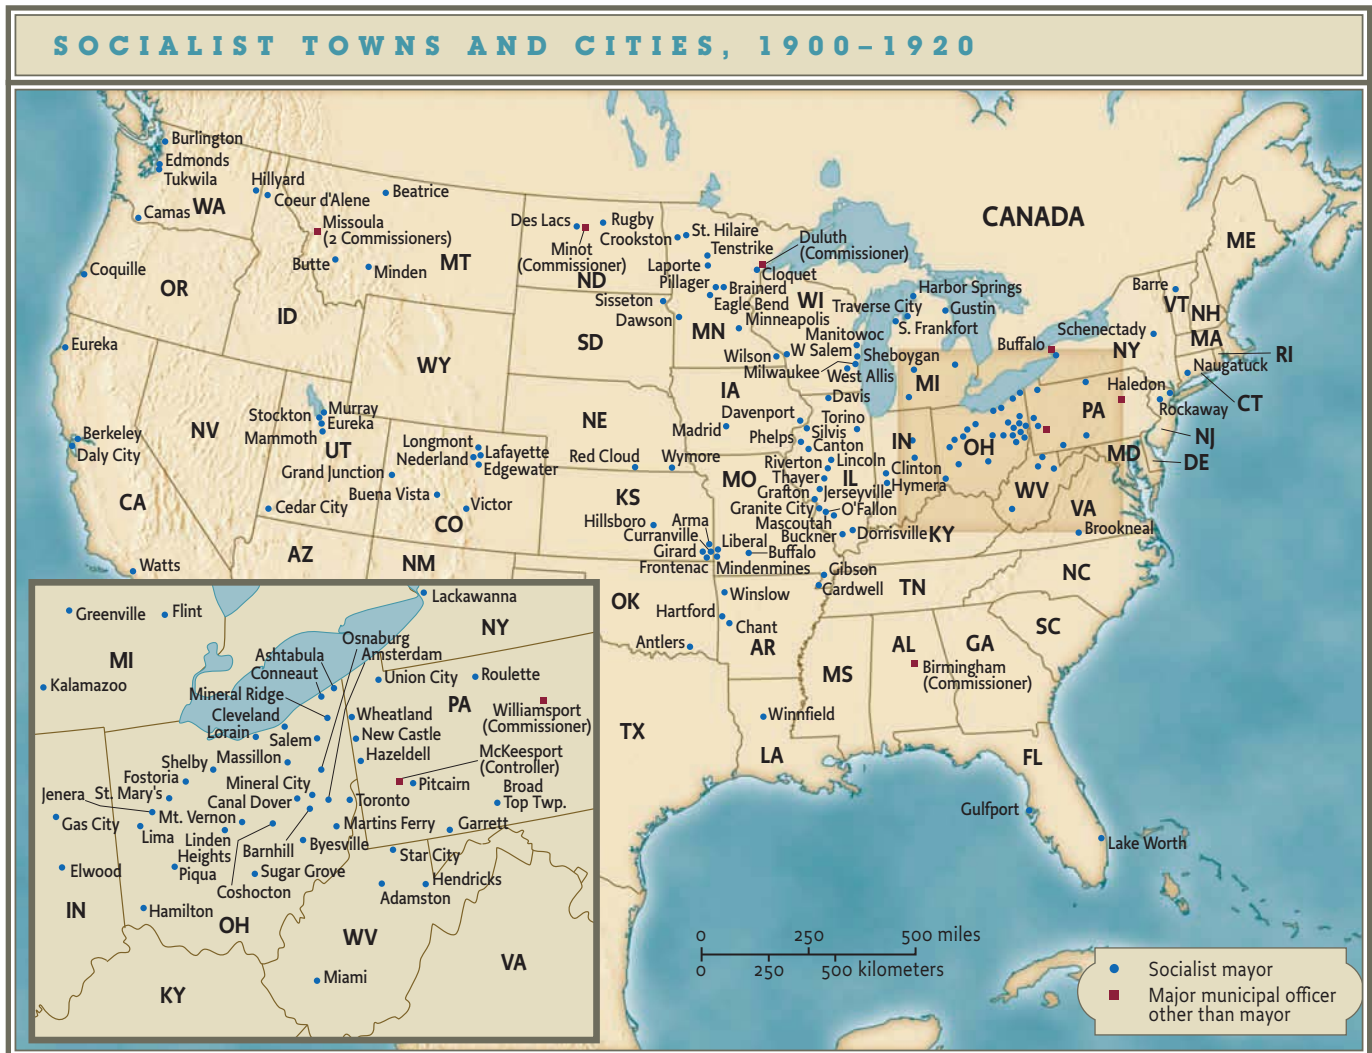 SOCIALIST TOWNS AND CITIES, 1900–1920
Burlington
Edmonds
Tukwila
WA
Camas
Hillyard
Coeur d'Alene
Beatrice
Missoula
(2 Commissioners)
Butte
Minden
MT
Coquille
OR
ID
Eureka
WY
Des Lacs
Rugby
Minot
(Commissioner)
ND
Crookston
St. Hilaire
Tenstrike
Laporte
Pillager
Brainerd
Eagle Bend
Duluth
(Commissioner)
Cloquet
Sisseton
Dawson
SD
MN
Minneapolis
WI
Wilson
W Salem
Manitowoc
Sheboygan
Milwaukee
West Allis
CANADA
Harbor Springs
Traverse City
Gustin
S. Frankfort
MI
ME
Barre
VT
NH
Schenectady
MA
Buffalo
NY
RI
Naugatuck
CT
Haledon
Rockaway
PA
NJ
MD
DE
Berkeley
Daly City
CA
NV
Watts
Stockton
Murray
Eureka
Mammoth
UT
Cedar City
Grand Junction
Longmont
Nederland
Lafayette
Edgewater
Buena Vista
Victor
CO
AZ
NM
NE
Red Cloud
Wymore
KS
Hillsboro
Arma
Curranville
Girard
Frontenac
Liberal
Buffalo
Mindenmines
IA
Madrid
Davenport
Davis
Torino
Silvis
Phelps
Canton
MO
Riverton
Lincoln
Thayer
IL
Grafton
Jerseyville
Granite City
O'Fallon
Mascoutah
Buckner
Dorrisville
IN
Clinton
Hymera
OH
WV
VA
Brookneal
KY
Gibson
Cardwell
TN
NC
SC
OK
Winslow
Hartford
Chant
Antlers
AR
MS
AL
Birmingham
(Commissioner)
GA
TX
Winnfield
LA
FL
Gulfport
Lake Worth
Greenville
Flint
MI
Kalamazoo
Lackawanna
NY
Osnaburg
Amsterdam
Ashtabula
Conneaut
Mineral Ridge
Cleveland
Lorain
Salem
Union City
Roulette
PA
Williamsport
(Commissioner)
Wheatland
New Castle
Hazeldell
McKeesport
(Controller)
Pitcairn
Broad
Top Twp.
Shelby
Massillon
Fostoria
Mineral City
Jenera
St. Mary's
Canal Dover
Toronto
Gas City
Mt. Vernon
Martins Ferry
Garrett
Lima
Linden
Heights
Barnhill
Byesville
Star City
Elwood
Piqua
Sugar Grove
Coshocton
Hendricks
Adamston
IN
Hamilton
OH
WV
VA
Miami
KY
0 250 500 miles
0 250 500 kilometers
Socialist mayor
Major municipal officer
other than mayor